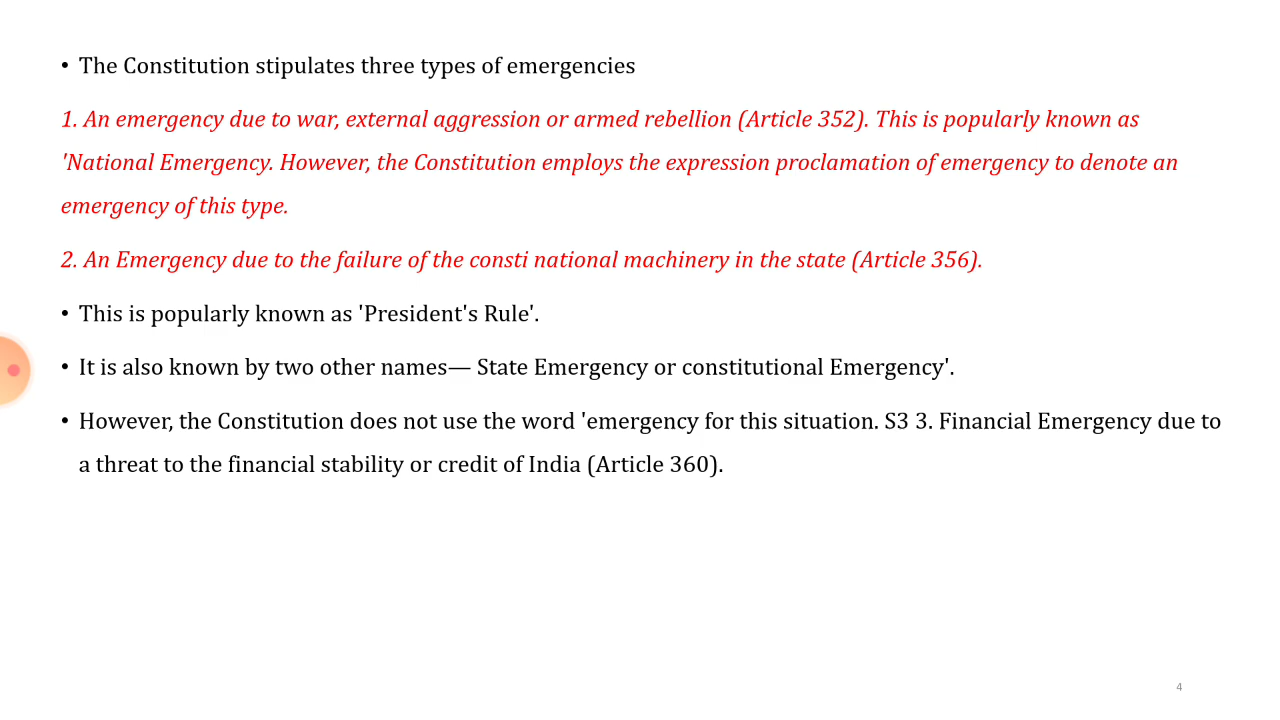 • The Constitution stipulates three types of emergencies
1. An emergency due to war, external aggression or armed rebellion (Article 352). This is popularly known as
'National Emergency. However, the Constitution employs the expression proclamation of emergency to denote an
emergency of this type.
2. An Emergency due to the failure of the consti national machinery in the state (Article 356).
• This is popularly known as 'President's Rule'.
• It is also known by two other names— State Emergency or constitutional Emergency'.
• However, the Constitution does not use the word 'emergency for this situation. S3 3. Financial Emergency due to
a threat to the financial stability or credit of India (Article 360).
4